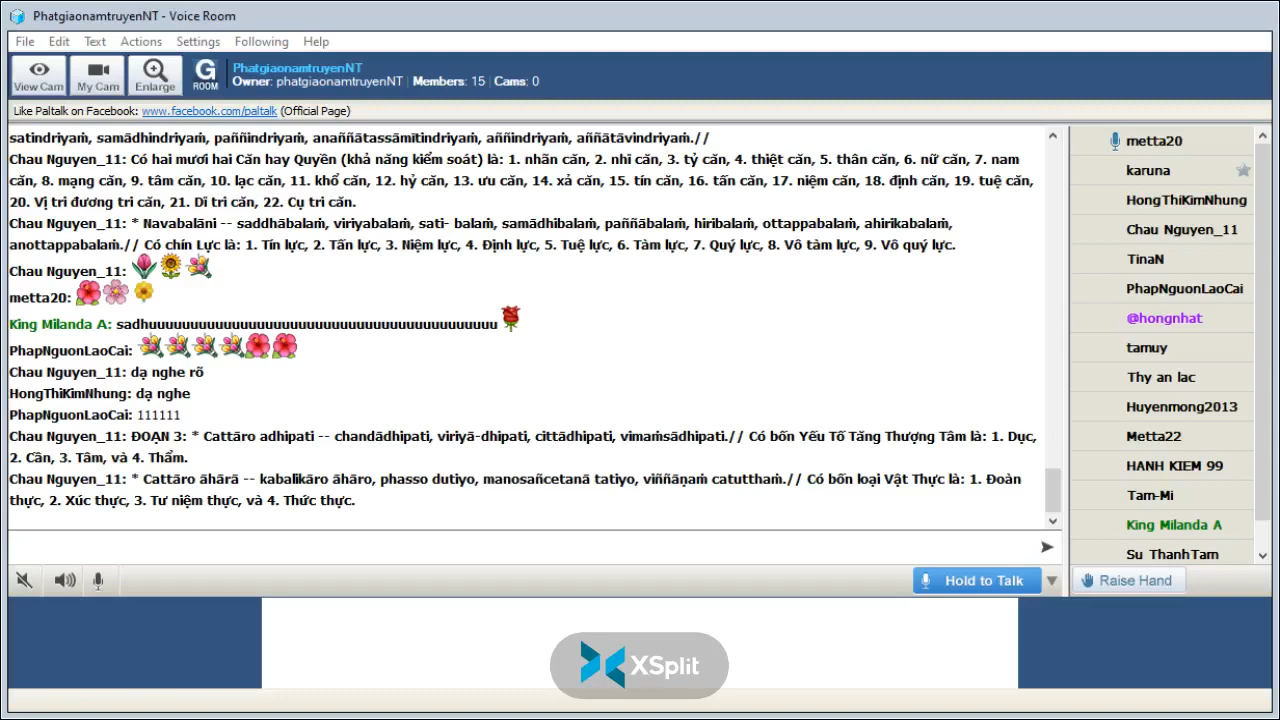 PhatgiaonamtruyenNT - Voice Room
File Edit Text Actions Settings Following Help
View Cam My Cam Enlarge G ROOM
PhatgiaonamtruyenNT
Owner: phatgiaonamtruyenNT | Members: 15 | Cams: 0
Like Paltalk on Facebook: www.facebook.com/paltalk (Official Page)
satindriyaṁ, samādhindriyaṁ, paññindriyaṁ, anaññātassāmītindriyaṁ, aññindriyaṁ, aññātāvindriyaṁ.//
Chau Nguyen_11: Có hai mươi hai Căn hay Quyền (khả năng kiểm soát) là: 1. nhãn căn, 2. nhĩ căn, 3. tỷ căn, 4. thiệt căn, 5. thân căn, 6. nữ căn, 7. nam
căn, 8. mạng căn, 9. tâm căn, 10. lạc căn, 11. khổ căn, 12. hỷ căn, 13. ưu căn, 14. xả căn, 15. tín căn, 16. tấn căn, 17. niệm căn, 18. định căn, 19. tuệ căn,
20. Vị tri đương tri căn, 21. Dĩ tri căn, 22. Cụ tri căn.
Chau Nguyen_11: * Navabalāni -- saddhābalaṁ, viriyabalaṁ, sati- balaṁ, samādhibalaṁ, paññābalaṁ, hiribalaṁ, ottappabalaṁ, ahirikabalaṁ,
anottappabalaṁ.// Có chín Lực là: 1. Tín lực, 2. Tấn lực, 3. Niệm lực, 4. Định lực, 5. Tuệ lực, 6. Tàm lực, 7. Quý lực, 8. Vô tàm lực, 9. Vô quý lực.
Chau Nguyen_11:
metta20:
King Milanda A: sadhuuuuuuuuuuuuuuuuuuuuuuuuuuuuuuuuuuuuuuuuu
PhapNguonLaoCai:
Chau Nguyen_11: dạ nghe rõ
HongThiKimNhung: dạ nghe
PhapNguonLaoCai: 111111
Chau Nguyen_11: ĐOẠN 3: * Cattāro adhipati -- chandādhipati, viriyā-dhipati, cittādhipati, vimaṁsādhipati.// Có bốn Yếu Tố Tăng Thượng Tâm là: 1. Dục,
2. Cần, 3. Tâm, và 4. Thẩm.
Chau Nguyen_11: * Cattāro āhārā -- kabalikāro āhāro, phasso dutiyo, manosañcetanā tatiyo, viññāṇaṁ catutthaṁ.// Có bốn loại Vật Thực là: 1. Đoàn
thực, 2. Xúc thực, 3. Tư niệm thực, và 4. Thức thực.
metta20
karuna
HongThiKimNhung
Chau Nguyen_11
TinaN
PhapNguonLaoCai
@hongnhat
tamuy
Thy an lac
Huyenmong2013
Metta22
HANH KIEM 99
Tam-Mi
King Milanda A
Su ThanhTam
Hold to Talk
Raise Hand
XSplit